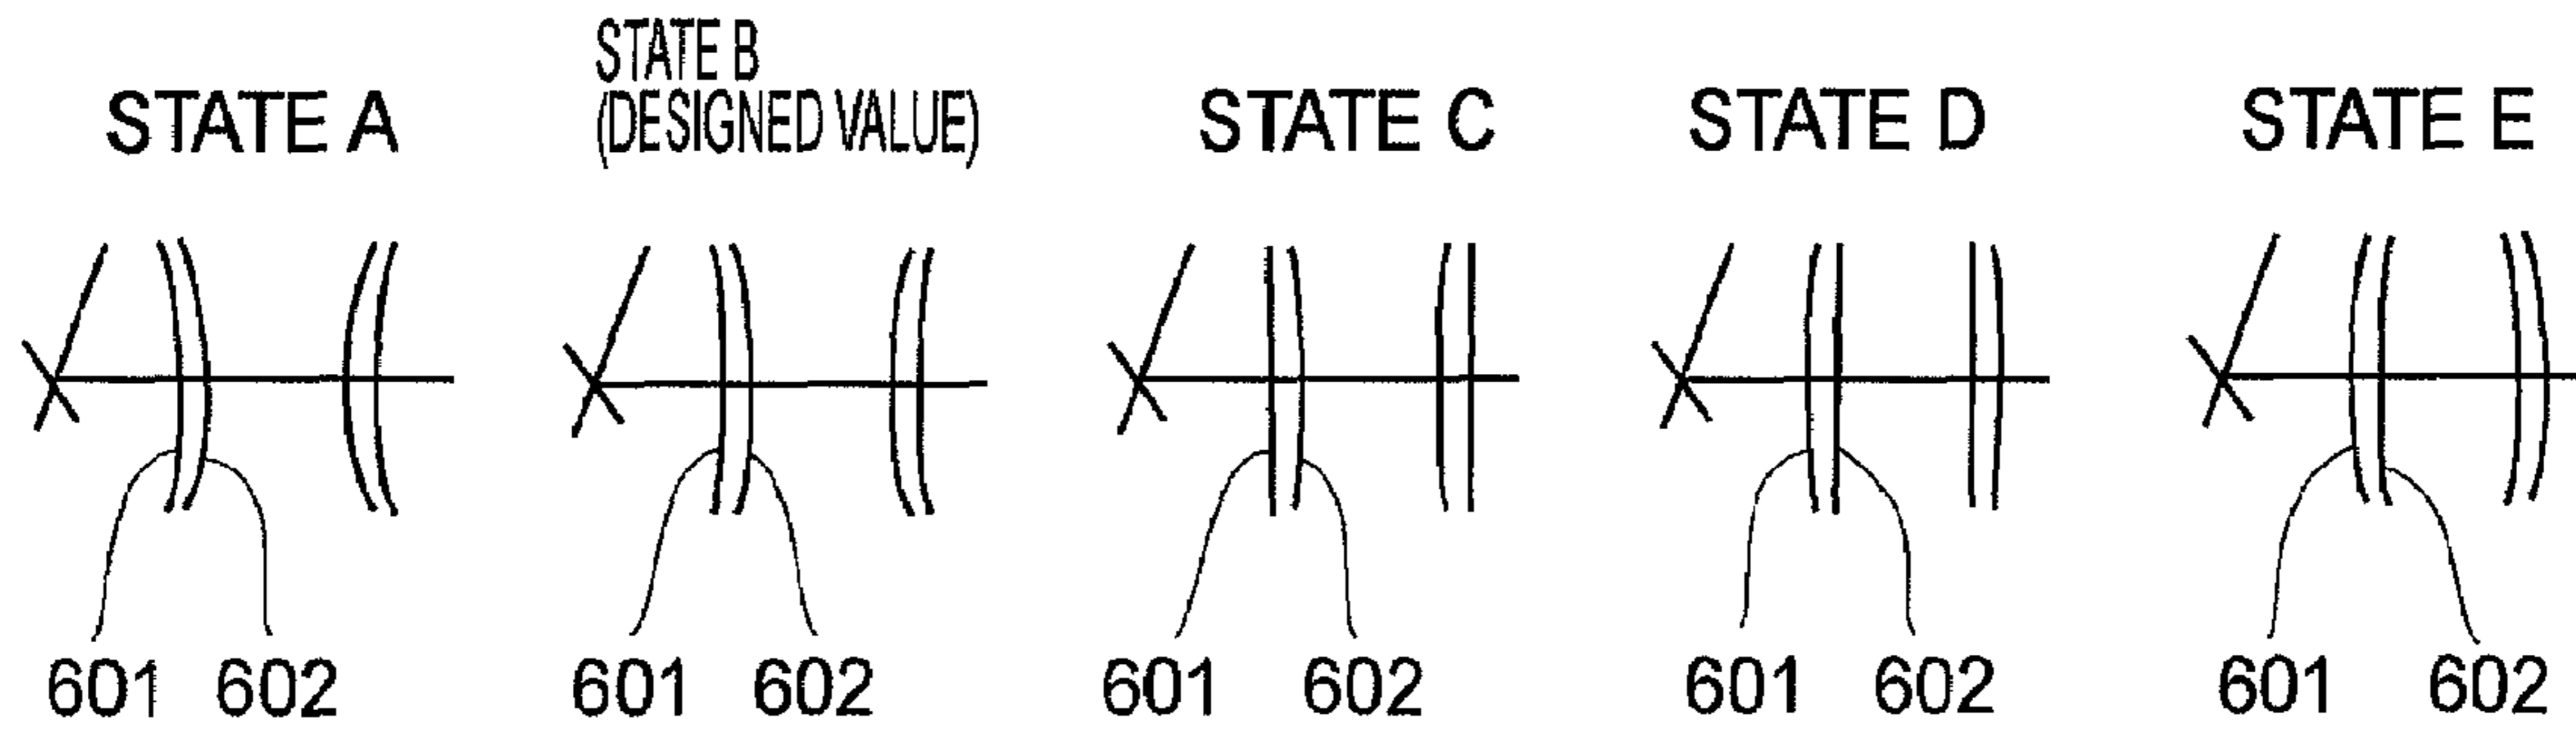 STATE A
STATE B
(DESIGNED VALUE)
STATE C
STATE D
STATE E
601 602
601 602
601 602
601 602
601 602